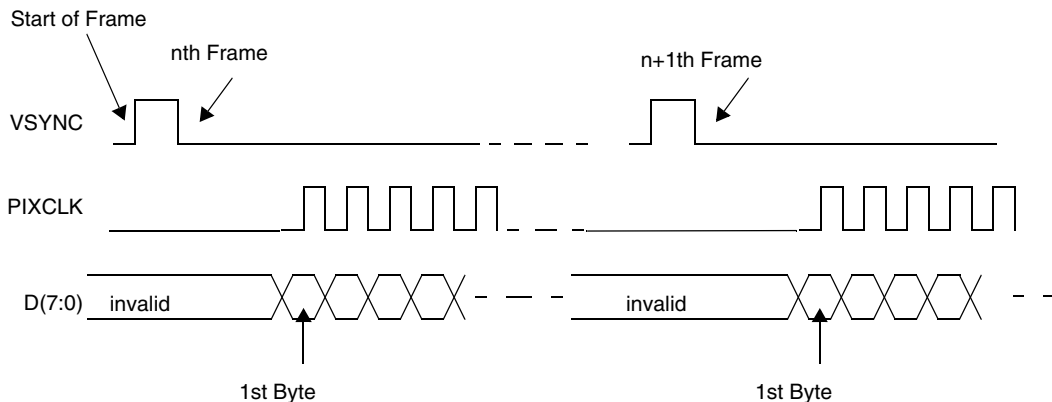 Start of Frame
nth Frame
n+1th Frame
VSYNC
PIXCLK
D(7:0)
invalid
invalid
1st Byte
1st Byte